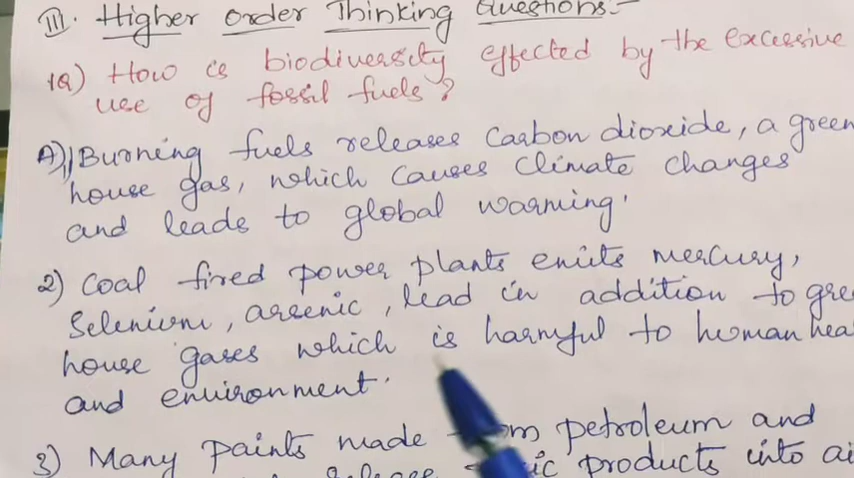 III. Higher order Thinking Questions:-
1Q) How is biodiversity effected by the excessive
use of fossil fuels?
A) 1) Burning fuels releases Carbon dioxide, a green
house gas, which causes climate changes
and leads to global warming.
2) Coal fired power plants emits mercury,
Selenium, arsenic, lead in addition to gre
house gases which is harmful to human hea
and environment.
3) Many paints made petroleum and
products into ai